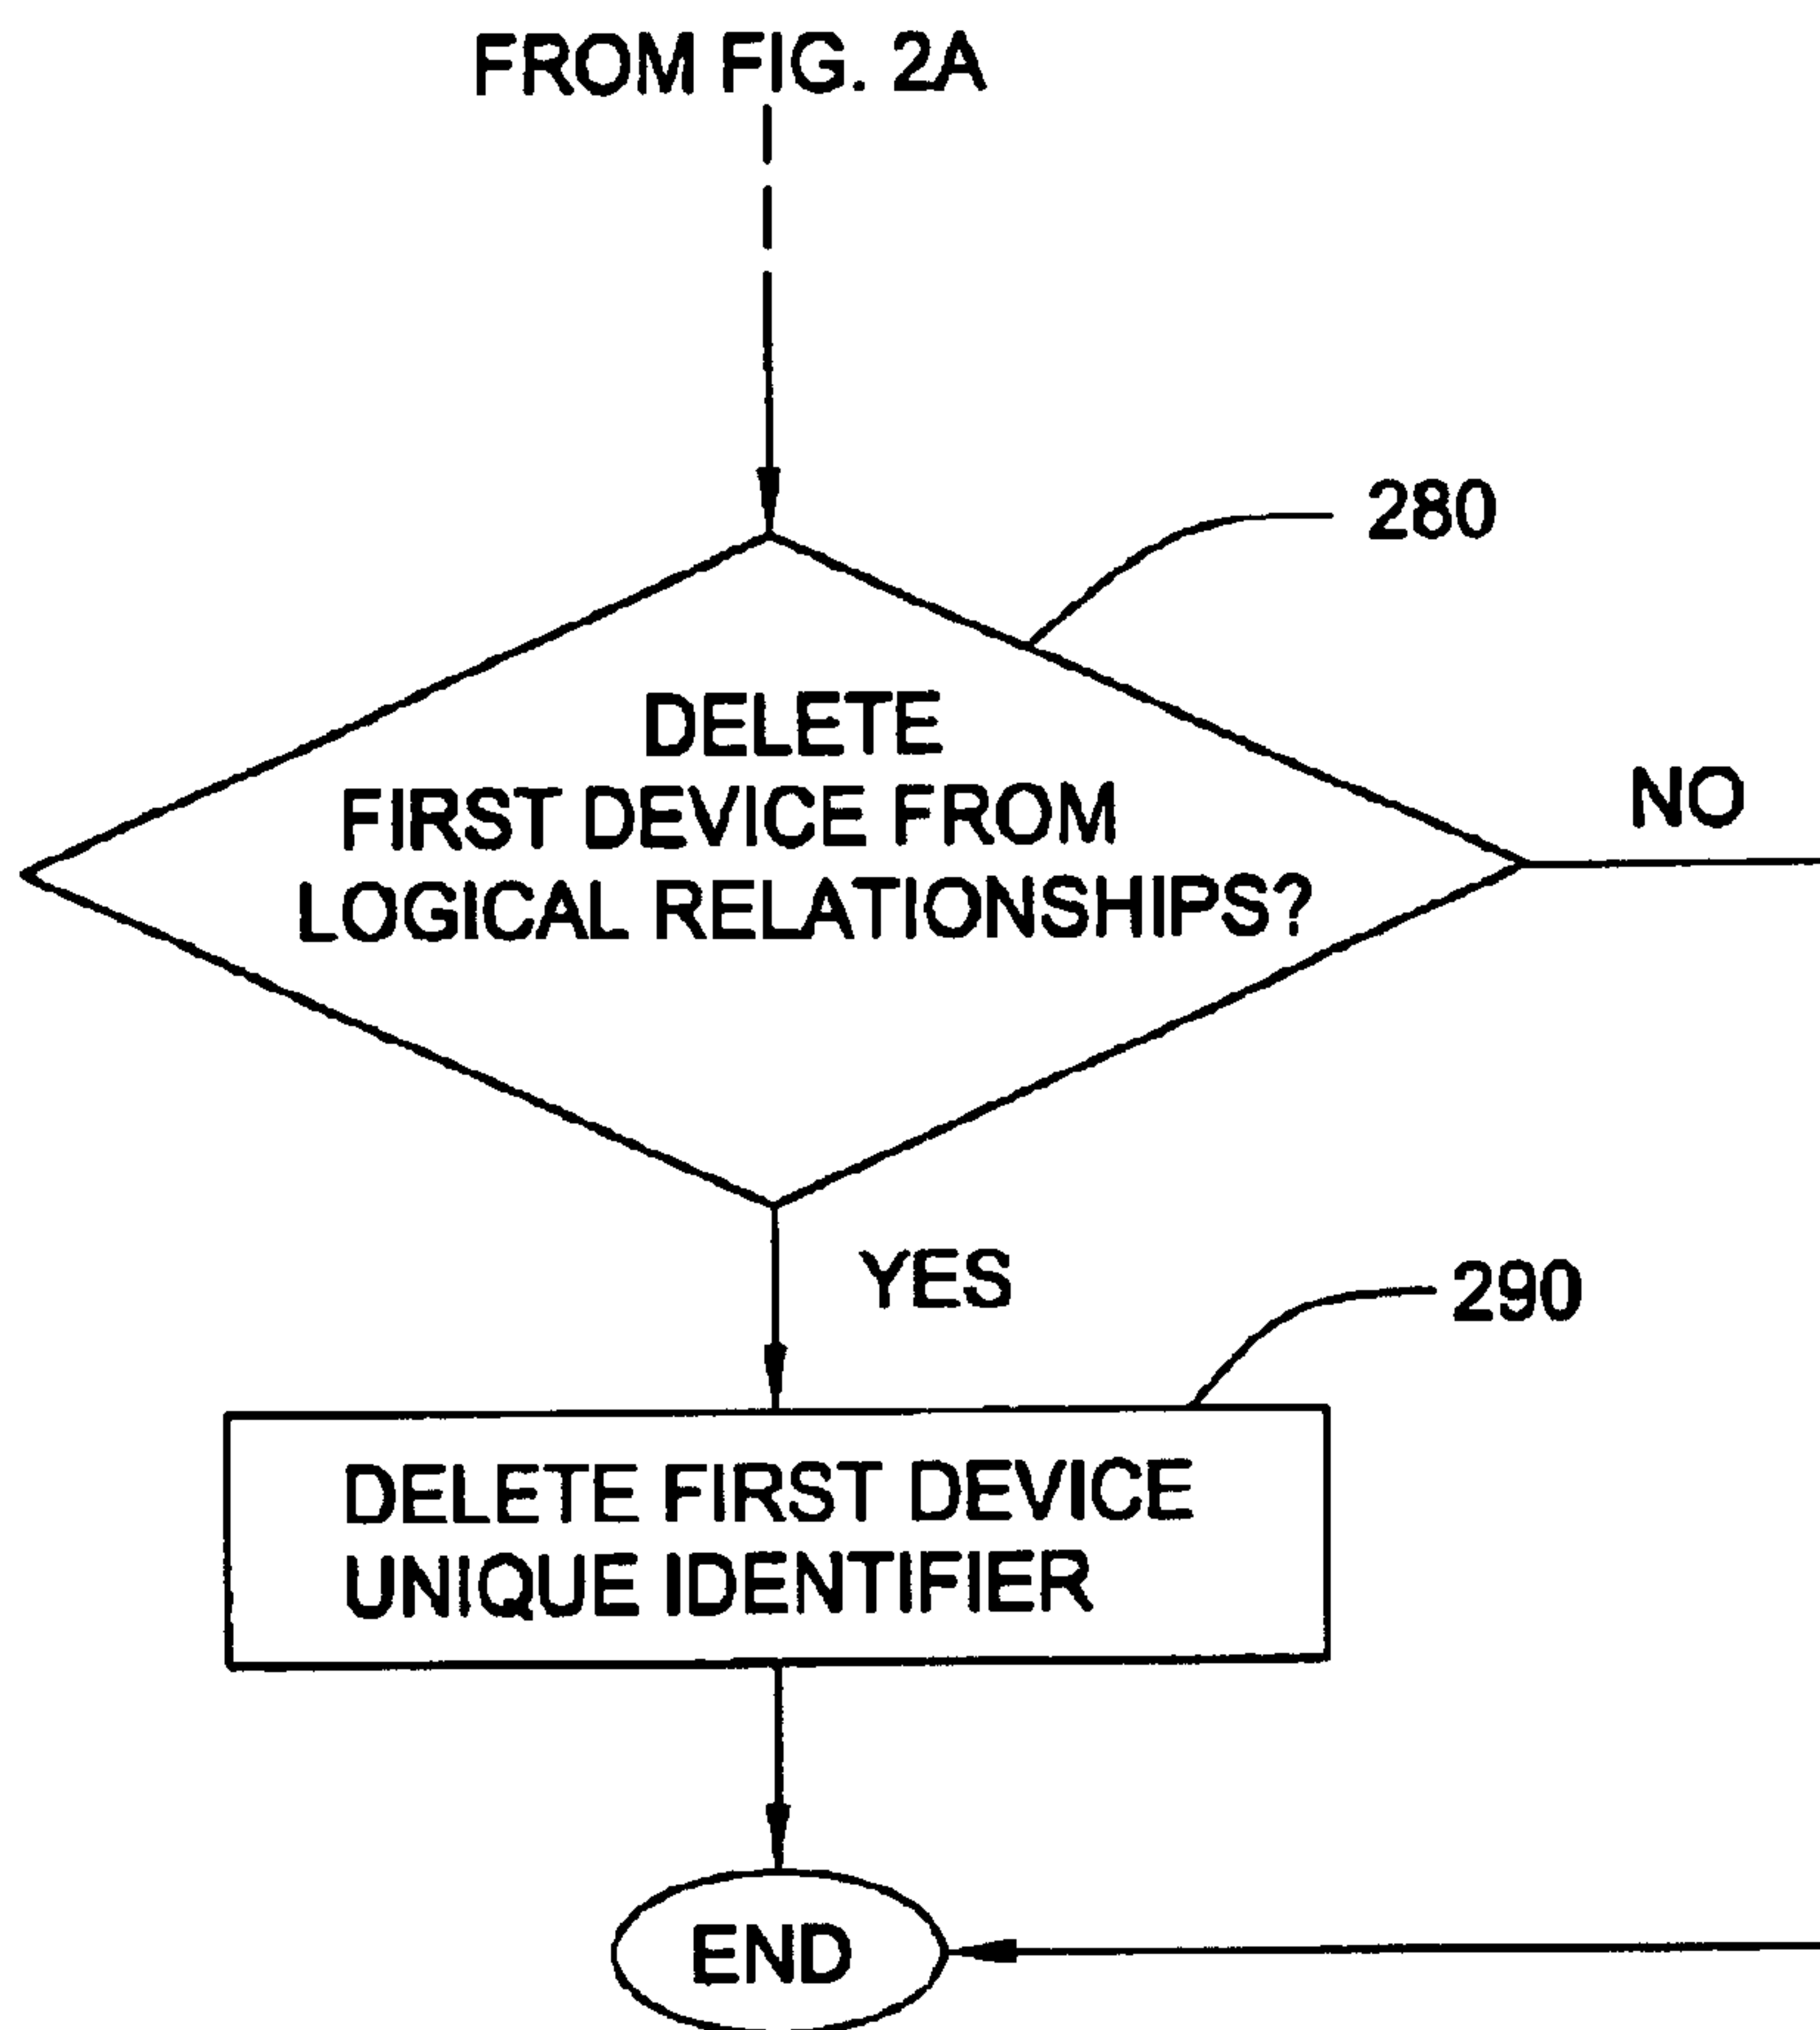 FROM FIG. 2A
280
DELETE
FIRST DEVICE FROM
LOGICAL RELATIONSHIPS?
NO
YES
290
DELETE FIRST DEVICE
UNIQUE IDENTIFIER
END